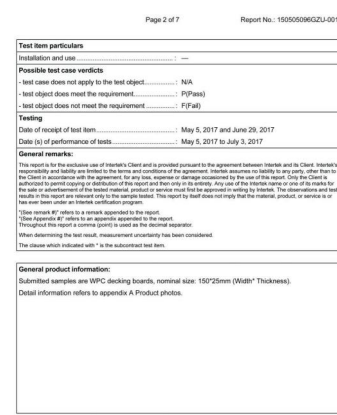 Page 2 of 7 Report No.: 150505096GZU-001
Test item particulars
Installation and use ................................................ : —
Possible test case verdicts
- test case does not apply to the test object............... : N/A
- test object does meet the requirement..................... : P(Pass)
- test object does not meet the requirement ............... : F(Fail)
Testing
Date of receipt of test item...................................... : May 5, 2017 and June 29, 2017
Date (s) of performance of tests.............................. : May 5, 2017 to July 3, 2017
General remarks:
This report is for the exclusive use of Intertek's Client and is provided pursuant to the agreement between Intertek and its Client. Intertek's
responsibility and liability are limited to the terms and conditions of the agreement. Intertek assumes no liability to any party, other than to
the Client in accordance with the agreement, for any loss, expense or damage occasioned by the use of this report. Only the Client is
authorized to permit copying or distribution of this report and then only in its entirety. Any use of the Intertek name or one of its marks for
the sale or advertisement of the tested material, product or service must first be approved in writing by Intertek. The observations and test
results in this report are relevant only to the sample tested. This report by itself does not imply that the material, product, or service is or
has ever been under an Intertek certification program.
"(See remark #)" refers to a remark appended to the report.
"(See Appendix #)" refers to an appendix appended to the report.
Throughout this report a comma (point) is used as the decimal separator.
When determining the test result, measurement uncertainty has been considered.
The clause which indicated with * is the subcontract test item.
General product information:
Submitted samples are WPC decking boards, nominal size: 150*25mm (Width* Thickness).
Detail information refers to appendix A Product photos.